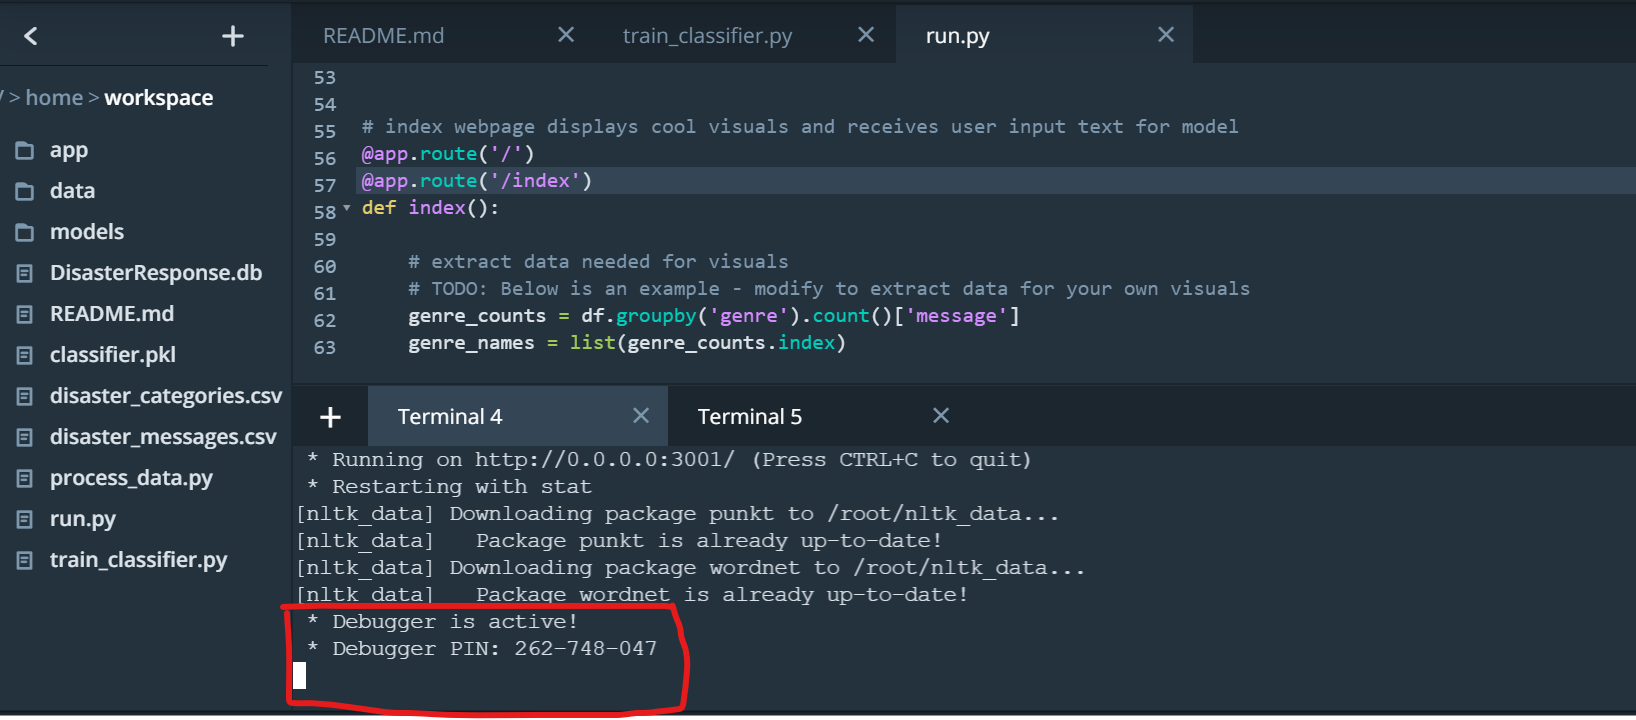 README.md
train_classifier.py
run.py
/ > home > workspace
app
data
models
DisasterResponse.db
README.md
classifier.pkl
disaster_categories.csv
disaster_messages.csv
process_data.py
run.py
train_classifier.py
53
54
55 # index webpage displays cool visuals and receives user input text for model
56 @app.route('/')
57 @app.route('/index')
58 def index():
59
60 # extract data needed for visuals
61 # TODO: Below is an example - modify to extract data for your own visuals
62 genre_counts = df.groupby('genre').count()['message']
63 genre_names = list(genre_counts.index)
Terminal 4
Terminal 5
* Running on http://0.0.0.0:3001/ (Press CTRL+C to quit)
* Restarting with stat
[nltk_data] Downloading package punkt to /root/nltk_data...
[nltk_data]   Package punkt is already up-to-date!
[nltk_data] Downloading package wordnet to /root/nltk_data...
[nltk_data]   Package wordnet is already up-to-date!
* Debugger is active!
* Debugger PIN: 262-748-047